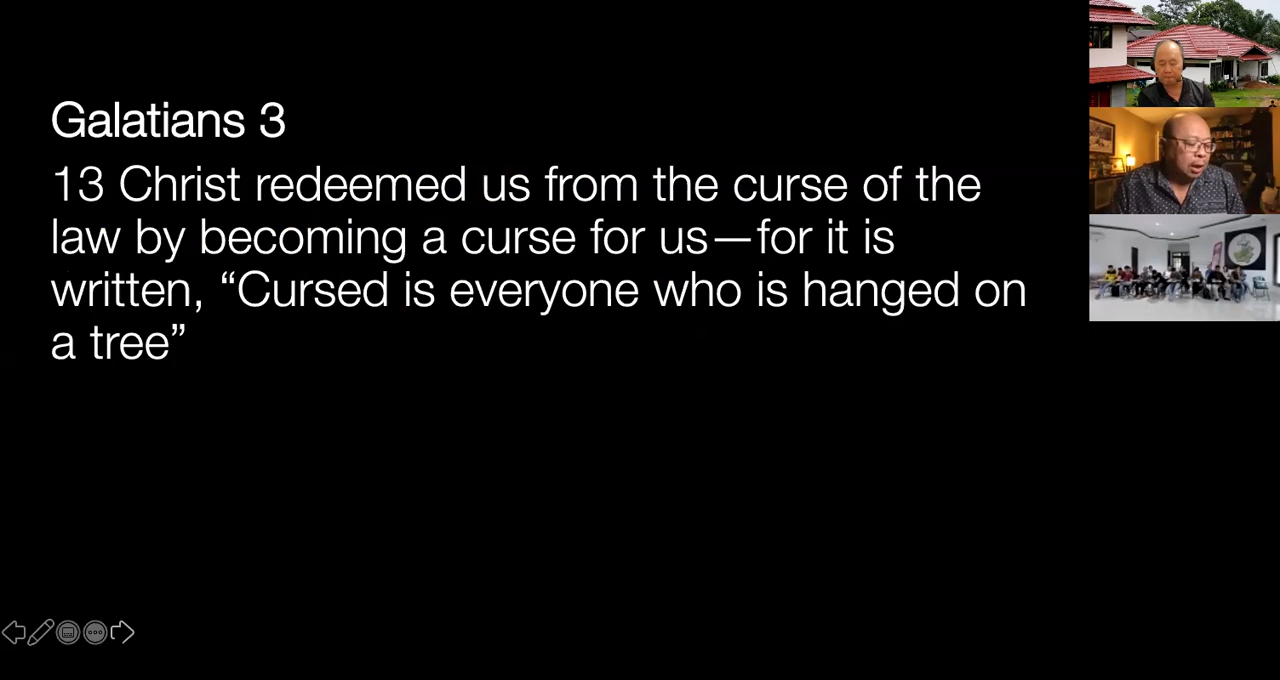 Galatians 3
13 Christ redeemed us from the curse of the
law by becoming a curse for us—for it is
written, “Cursed is everyone who is hanged on
a tree”